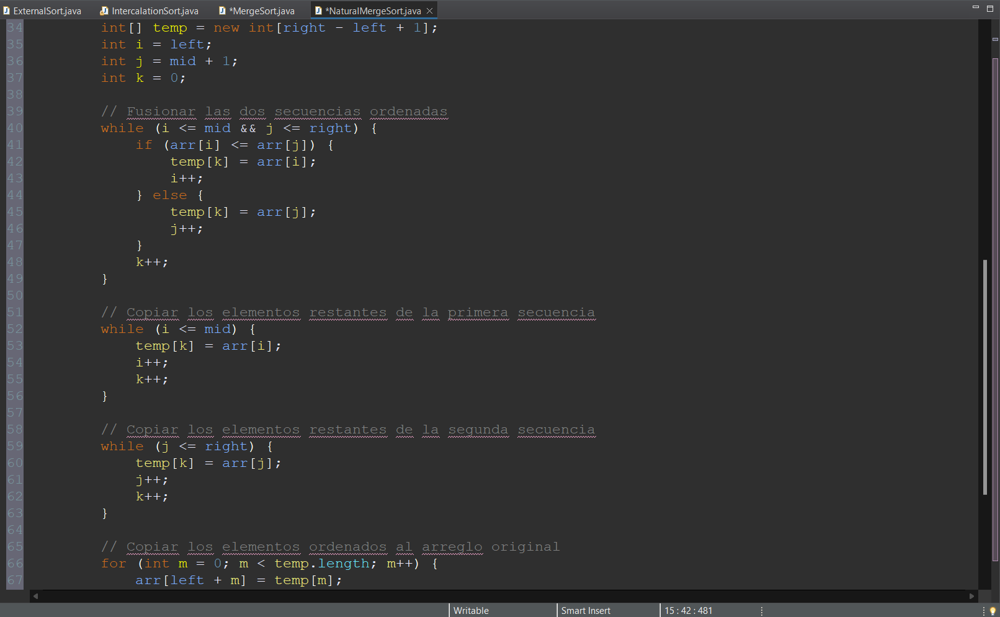 ExternalSort.java IntercalationSort.java *MergeSort.java *NaturalMergeSort.java
34 int[] temp = new int[right - left + 1];
35 int i = left;
36 int j = mid + 1;
37 int k = 0;
38
39 // Fusionar las dos secuencias ordenadas
40 while (i <= mid && j <= right) {
41 if (arr[i] <= arr[j]) {
42 temp[k] = arr[i];
43 i++;
44 } else {
45 temp[k] = arr[j];
46 j++;
47 }
48 k++;
49 }
50
51 // Copiar los elementos restantes de la primera secuencia
52 while (i <= mid) {
53 temp[k] = arr[i];
54 i++;
55 k++;
56 }
57
58 // Copiar los elementos restantes de la segunda secuencia
59 while (j <= right) {
60 temp[k] = arr[j];
61 j++;
62 k++;
63 }
64
65 // Copiar los elementos ordenados al arreglo original
66 for (int m = 0; m < temp.length; m++) {
67 arr[left + m] = temp[m];
Writable Smart Insert 15 : 42 : 481